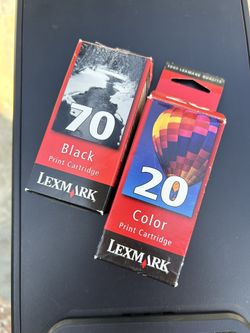 70
Black
Print Cartridge
LEXMARK
20
Color
Print Cartridge
LEXMARK